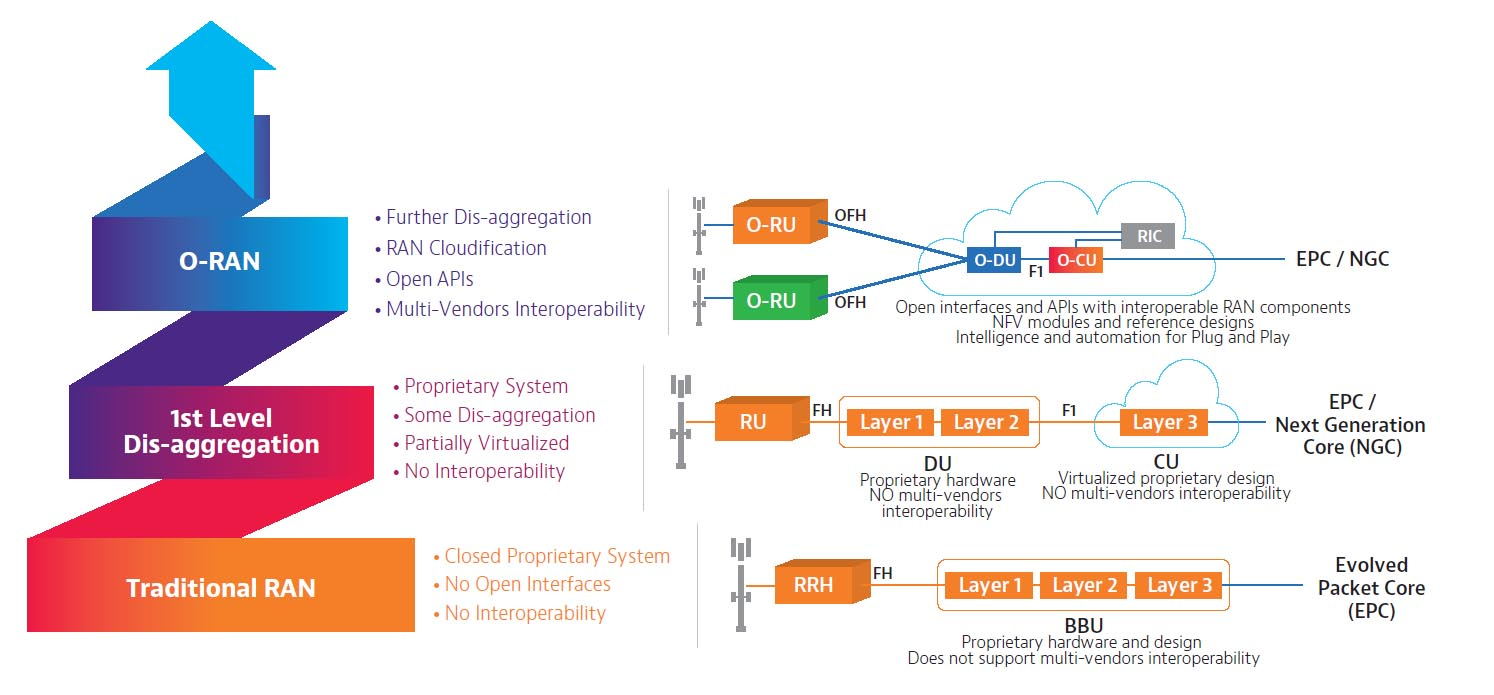 O-RAN
• Further Dis-aggregation
• RAN Cloudification
• Open APIs
• Multi-Vendors Interoperability
O-RU
OFH
O-RU
OFH
O-DU
F1
O-CU
RIC
EPC / NGC
Open interfaces and APIs with interoperable RAN components
NFV modules and reference designs
Intelligence and automation for Plug and Play
1st Level
Dis-aggregation
• Proprietary System
• Some Dis-aggregation
• Partially Virtualized
• No Interoperability
RU
FH
Layer 1
Layer 2
F1
Layer 3
EPC /
Next Generation
Core (NGC)
DU
Proprietary hardware
NO multi-vendors
interoperability
CU
Virtualized proprietary design
NO multi-vendors interoperability
Traditional RAN
• Closed Proprietary System
• No Open Interfaces
• No Interoperability
RRH
FH
Layer 1
Layer 2
Layer 3
Evolved
Packet Core
(EPC)
BBU
Proprietary hardware and design
Does not support multi-vendors interoperability